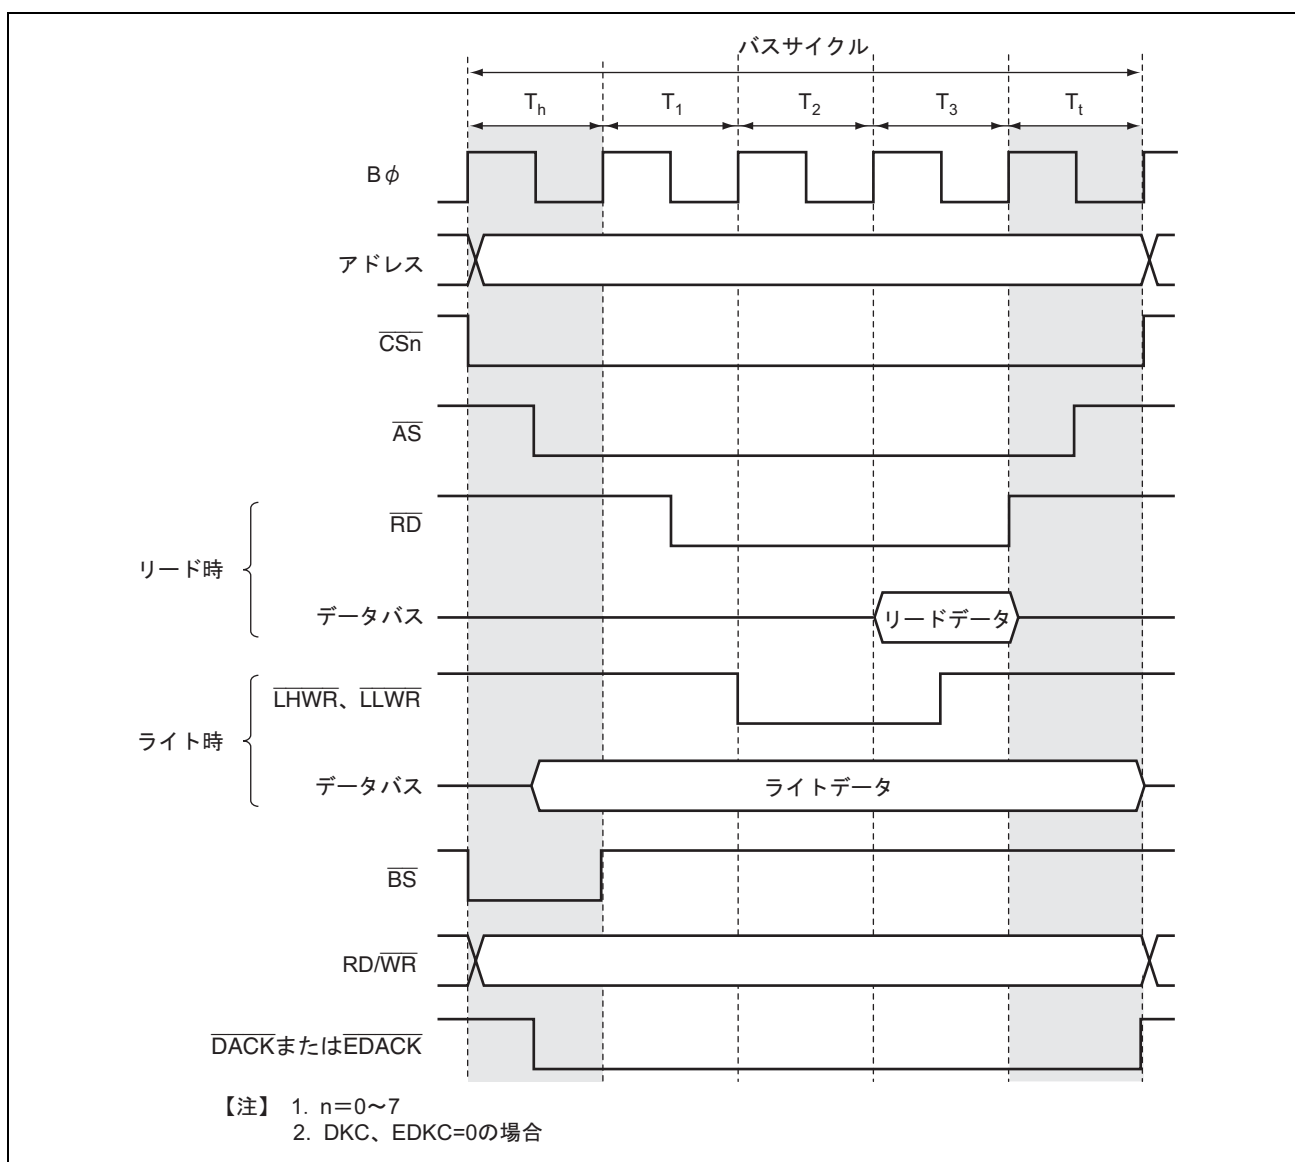 バスサイクル
Th T1 T2 T3 Tt
Bφ
アドレス
CSn
AS
RD
リード時
データバス リードデータ
LHWR、LLWR
ライト時
データバス ライトデータ
BS
RD/WR
DACKまたはEDACK
【注】 1. n＝0～7
2. DKC、EDKC=0の場合